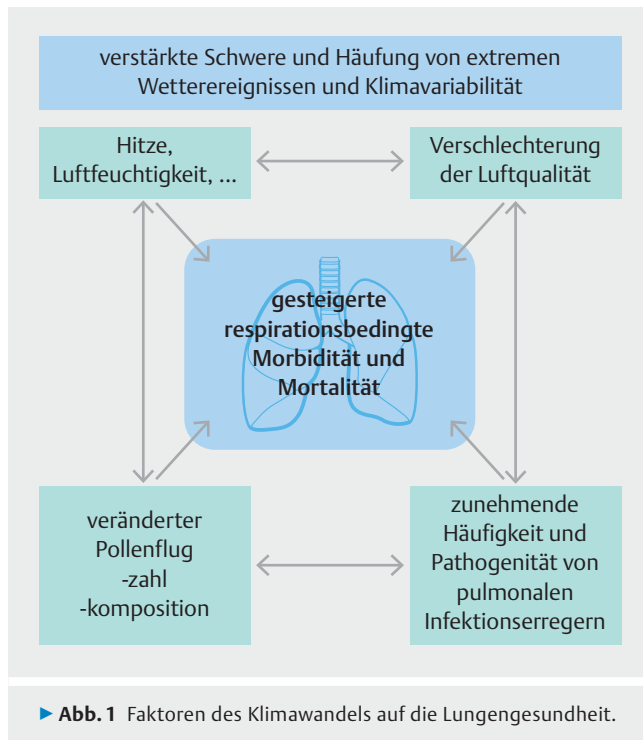 verstärkte Schwere und Häufung von extremen
Wetterereignissen und Klimavariabilität
Hitze,
Luftfeuchtigkeit, ...
Verschlechterung
der Luftqualität
gesteigerte
respirationsbedingte
Morbidität und
Mortalität
veränderter
Pollenflug
-zahl
-komposition
zunehmende
Häufigkeit und
Pathogenität von
pulmonalen
Infektionserregern
▶ Abb. 1 Faktoren des Klimawandels auf die Lungengesundheit.